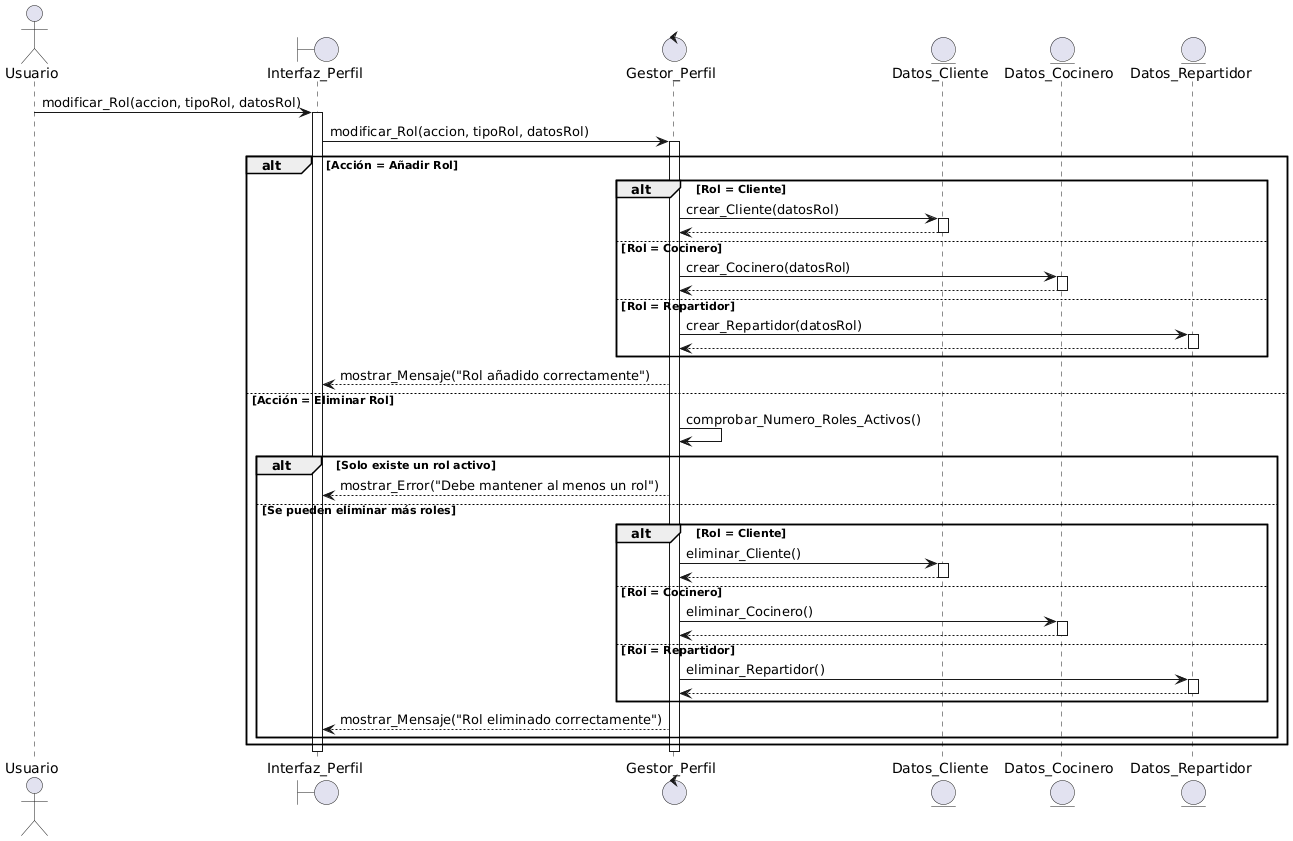 Usuario
Interfaz_Perfil
Gestor_Perfil
Datos_Cliente
Datos_Cocinero
Datos_Repartidor
modificar_Rol(accion, tipoRol, datosRol)
modificar_Rol(accion, tipoRol, datosRol)
alt [Acción = Añadir Rol]
alt [Rol = Cliente]
crear_Cliente(datosRol)
[Rol = Cocinero]
crear_Cocinero(datosRol)
[Rol = Repartidor]
crear_Repartidor(datosRol)
mostrar_Mensaje("Rol añadido correctamente")
[Acción = Eliminar Rol]
comprobar_Numero_Roles_Activos()
alt [Solo existe un rol activo]
mostrar_Error("Debe mantener al menos un rol")
[Se pueden eliminar más roles]
alt [Rol = Cliente]
eliminar_Cliente()
[Rol = Cocinero]
eliminar_Cocinero()
[Rol = Repartidor]
eliminar_Repartidor()
mostrar_Mensaje("Rol eliminado correctamente")
Usuario
Interfaz_Perfil
Gestor_Perfil
Datos_Cliente
Datos_Cocinero
Datos_Repartidor